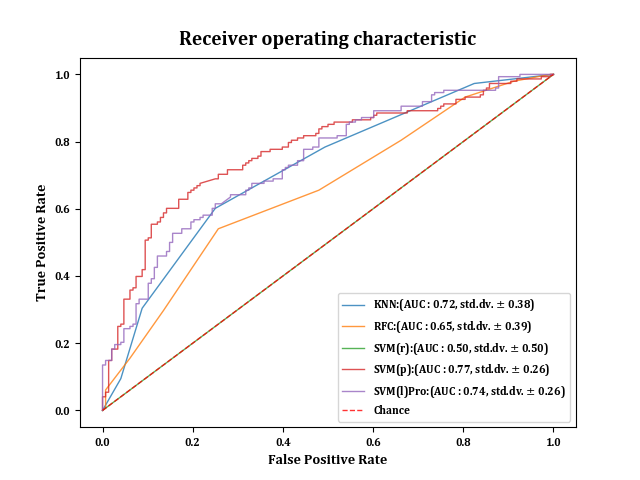 Receiver operating characteristic
True Positive Rate
1.0
0.8
0.6
0.4
0.2
0.0
0.0 0.2 0.4 0.6 0.8 1.0
False Positive Rate
KNN:(AUC : 0.72, std.dv. ± 0.38)
RFC:(AUC : 0.65, std.dv. ± 0.39)
SVM(r):(AUC : 0.50, std.dv. ± 0.50)
SVM(p):(AUC : 0.77, std.dv. ± 0.26)
SVM(l)Pro:(AUC : 0.74, std.dv. ± 0.26)
Chance